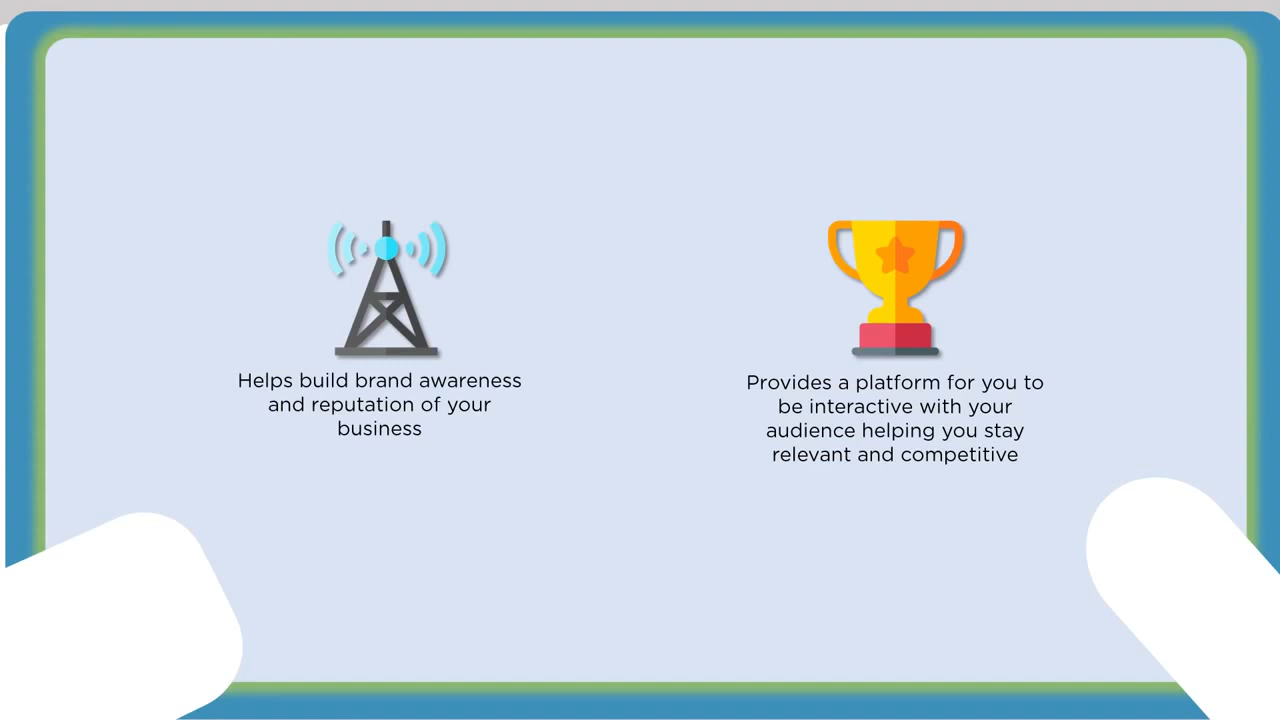 Helps build brand awareness
and reputation of your
business
Provides a platform for you to
be interactive with your
audience helping you stay
relevant and competitive